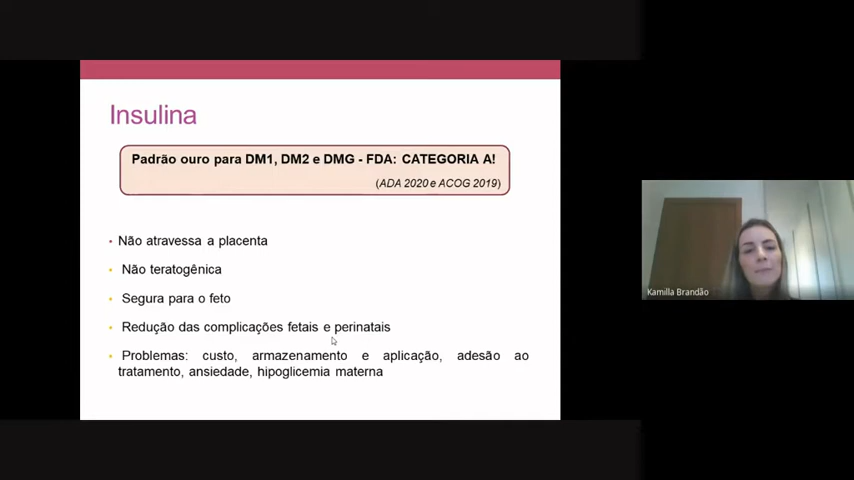 Insulina
Padrão ouro para DM1, DM2 e DMG - FDA: CATEGORIA A!
(ADA 2020 e ACOG 2019)
• Não atravessa a placenta
• Não teratogênica
• Segura para o feto
• Redução das complicações fetais e perinatais
• Problemas: custo, armazenamento e aplicação, adesão ao
tratamento, ansiedade, hipoglicemia materna
Kamilla Brandão